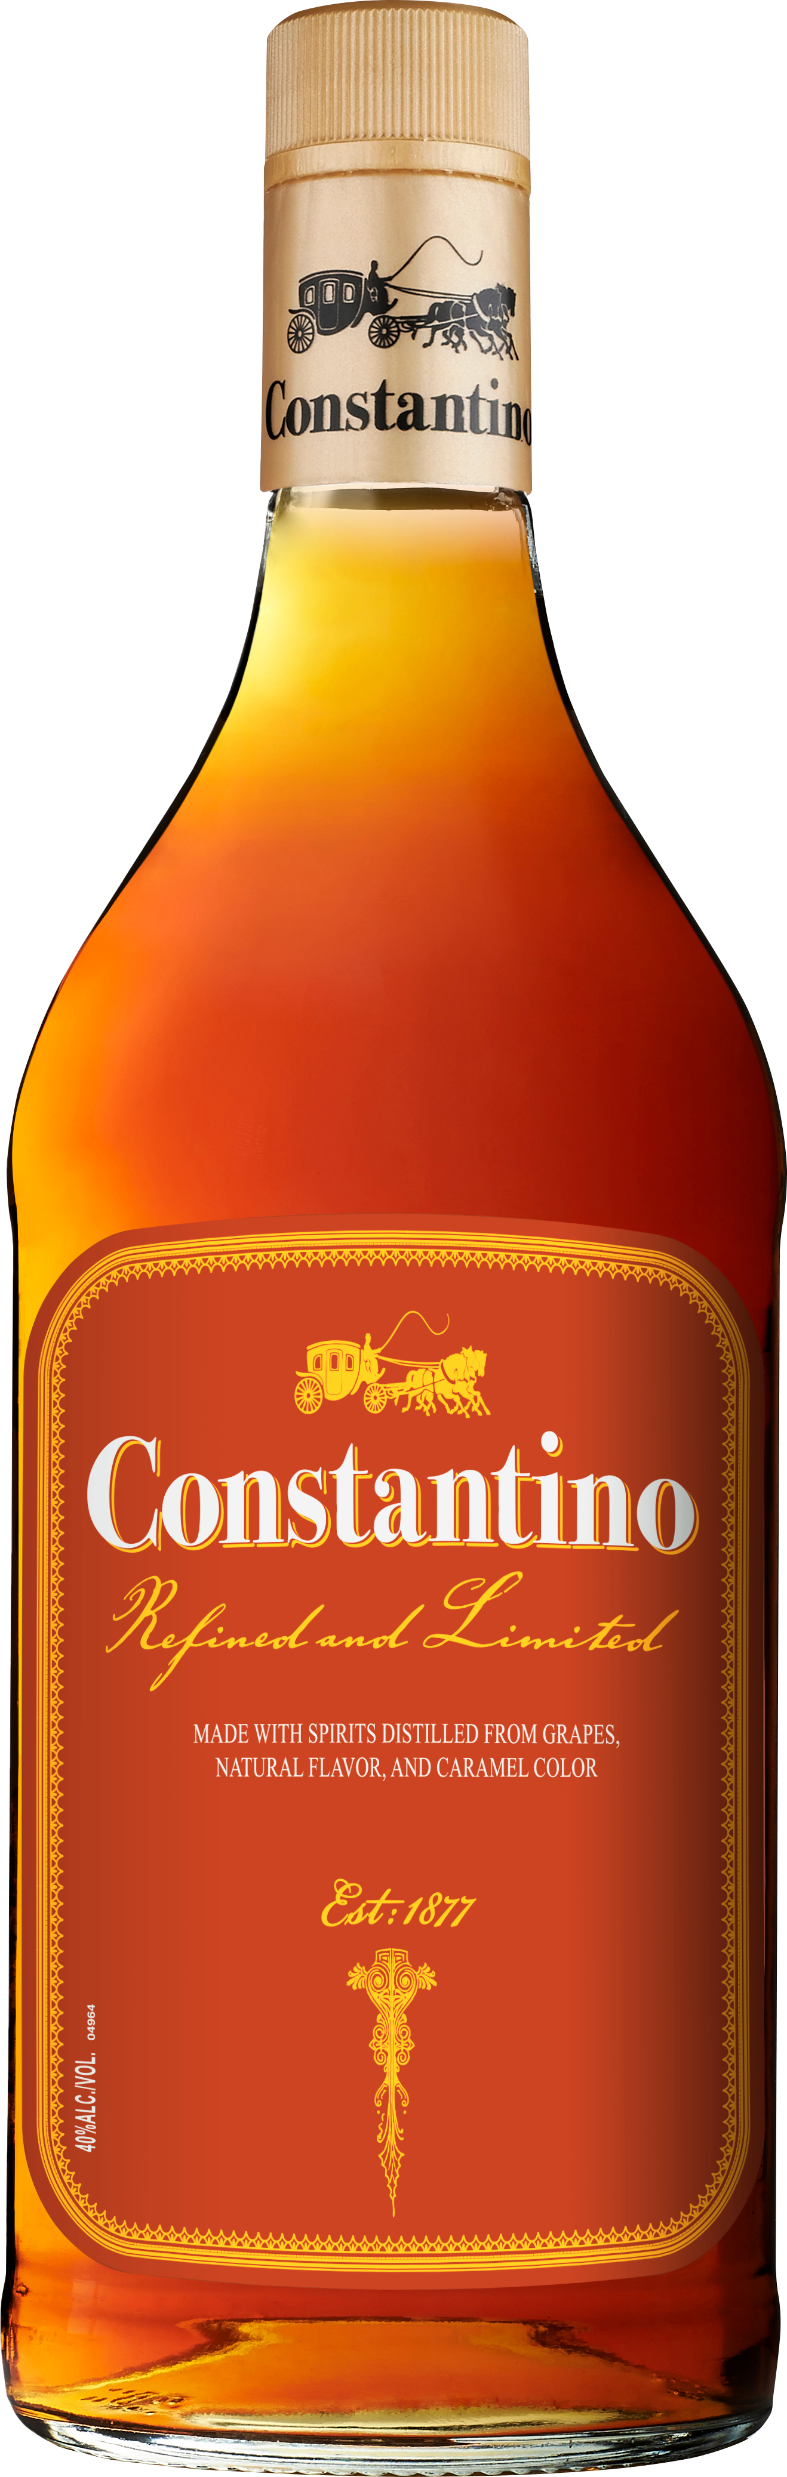 Constantino
Constantino
Refined and Limited
MADE WITH SPIRITS DISTILLED FROM GRAPES,
NATURAL FLAVOR, AND CARAMEL COLOR
Est: 1877
40% ALC./VOL. 04964